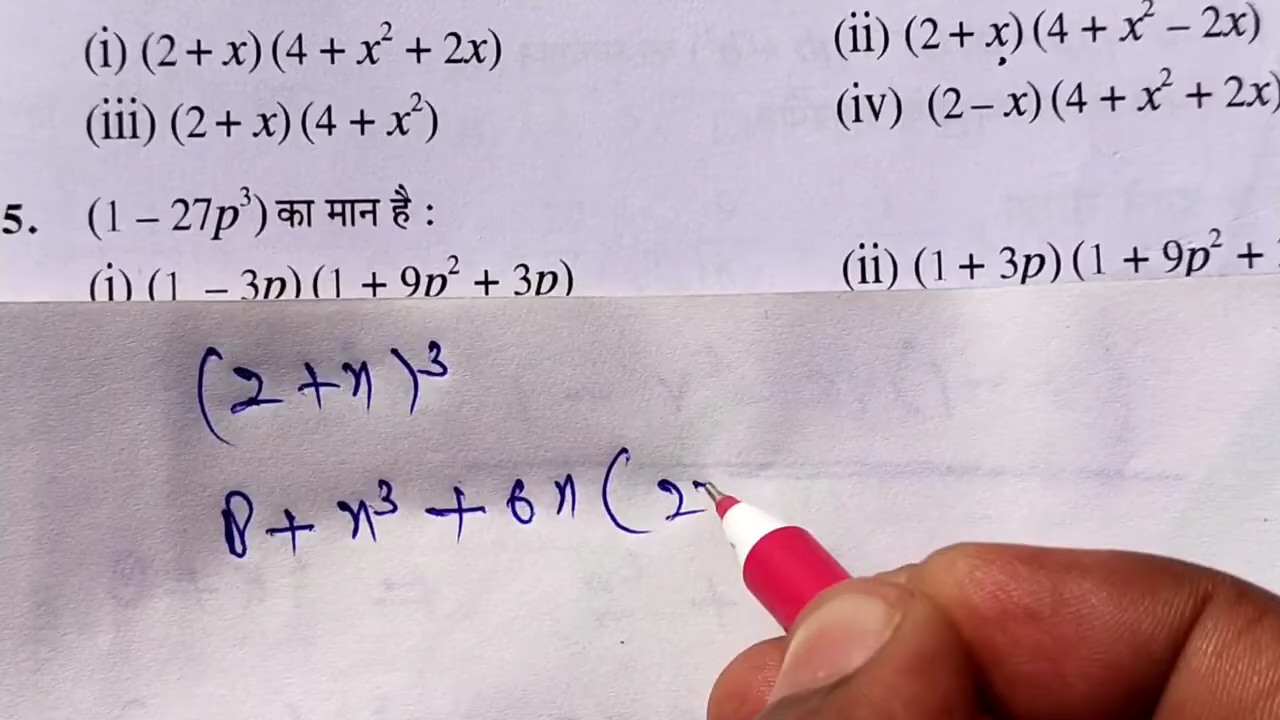 (i) (2 + x) (4 + x² + 2x) (ii) (2 + x) (4 + x² − 2x)
(iii) (2 + x) (4 + x²) (iv) (2 − x) (4 + x² + 2x)
5. (1 − 27p³) का मान है :
(i) (1 − 3p) (1 + 9p² + 3p) (ii) (1 + 3p) (1 + 9p² +
(2 + x)³
8 + x³ + 6x (2